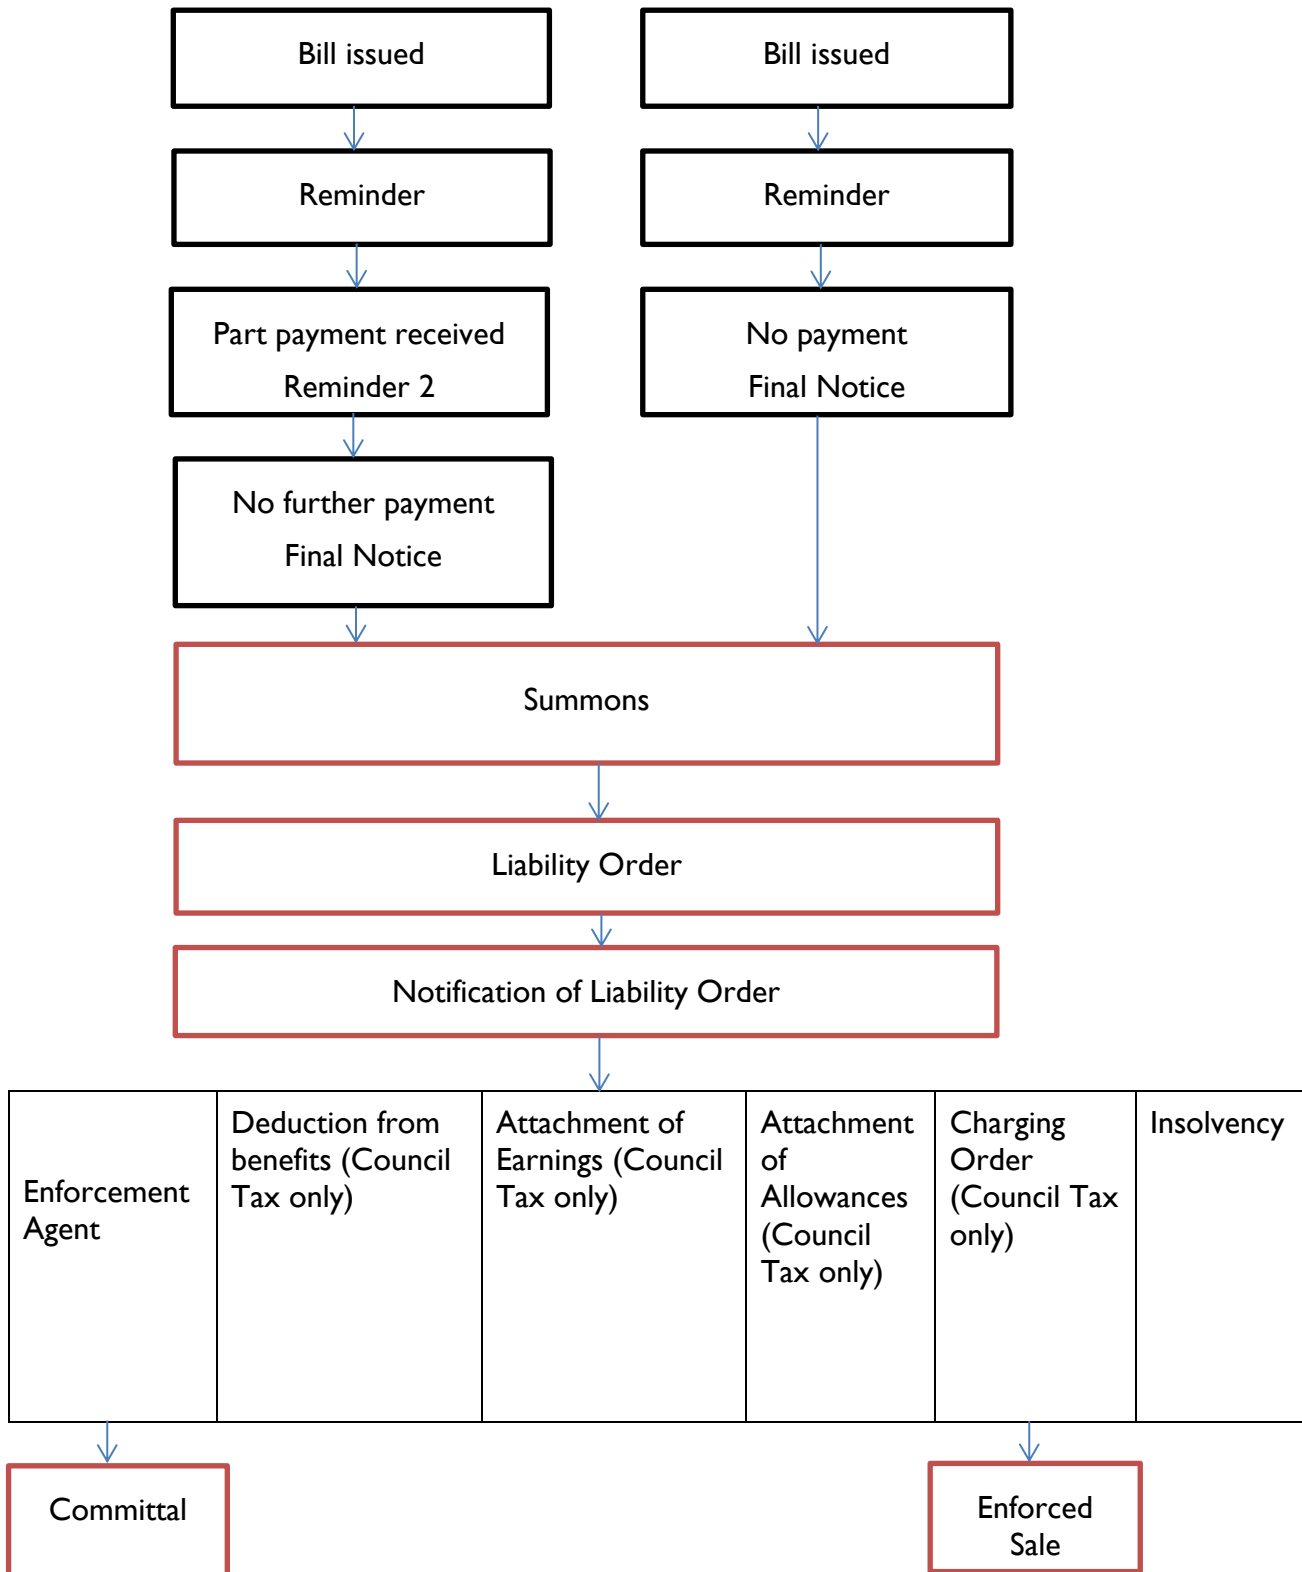 Bill issued
Bill issued
Reminder
Reminder
Part payment received
Reminder 2
No payment
Final Notice
No further payment
Final Notice
Summons
Liability Order
Notification of Liability Order
Enforcement
Agent
Deduction from
benefits (Council
Tax only)
Attachment of
Earnings (Council
Tax only)
Attachment
of
Allowances
(Council
Tax only)
Charging
Order
(Council Tax
only)
Insolvency
Committal
Enforced
Sale